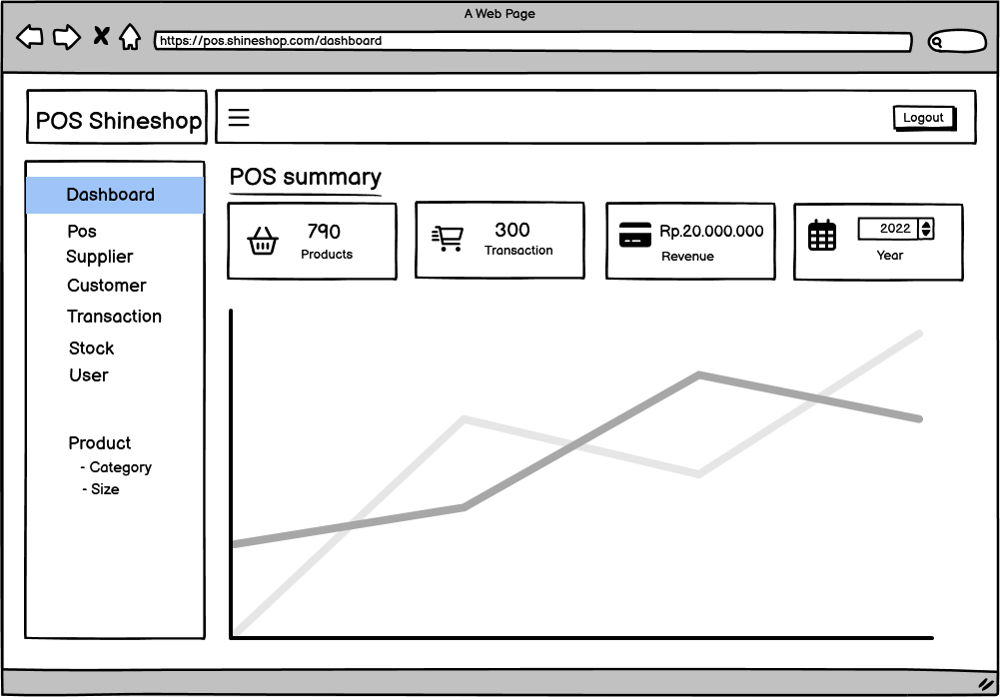 A Web Page
https://pos.shineshop.com/dashboard
POS Shineshop
Logout
Dashboard
Pos
Supplier
Customer
Transaction
Stock
User
Product
- Category
- Size
POS summary
790
Products
300
Transaction
Rp.20.000.000
Revenue
2022
Year